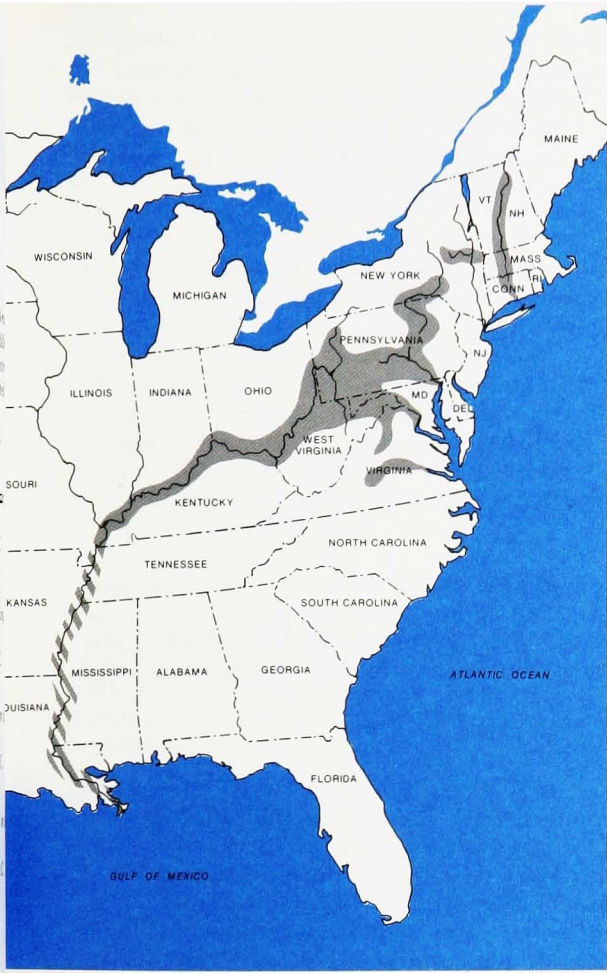 MAINE
VT
NH
WISCONSIN
MASS
NEW YORK
RI
CONN
MICHIGAN
PENNSYLVANIA
NJ
ILLINOIS
INDIANA
OHIO
MD
DEL
WEST
VIRGINIA
VIRGINIA
SOURI
KENTUCKY
NORTH CAROLINA
TENNESSEE
KANSAS
SOUTH CAROLINA
MISSISSIPPI
ALABAMA
GEORGIA
ATLANTIC OCEAN
OUISIANA
FLORIDA
GULF OF MEXICO